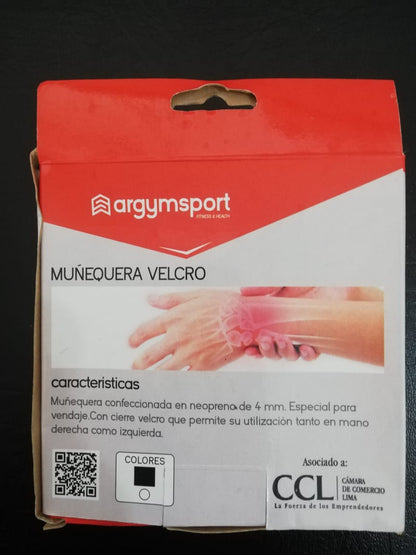 argymsport
FITNESS & HEALTH
MUÑEQUERA VELCRO
características
Muñequera confeccionada en neopreno de 4 mm. Especial para
vendaje.Con cierre velcro que permite su utilización tanto en mano
derecha como izquierda.
COLORES
Asociado a:
CCL
CÁMARA
DE COMERCIO
LIMA
La Fuerza de los Emprendedores